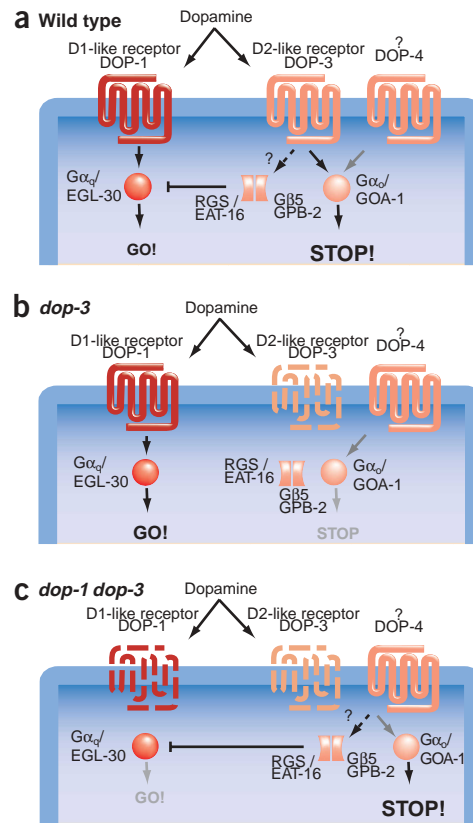 a Wild type
Dopamine
D1-like receptor
DOP-1
D2-like receptor
DOP-3
?
DOP-4
Gαq/
EGL-30
?
RGS /
EAT-16
Gβ5
GPB-2
Gαo/
GOA-1
GO!
STOP!
b dop-3
Dopamine
D1-like receptor
DOP-1
D2-like receptor
DOP-3
?
DOP-4
Gαq/
EGL-30
RGS /
EAT-16
Gβ5
GPB-2
Gαo/
GOA-1
GO!
STOP
c dop-1 dop-3
Dopamine
D1-like receptor
DOP-1
D2-like receptor
DOP-3
?
DOP-4
Gαq/
EGL-30
?
RGS /
EAT-16
Gβ5
GPB-2
Gαo/
GOA-1
GO!
STOP!